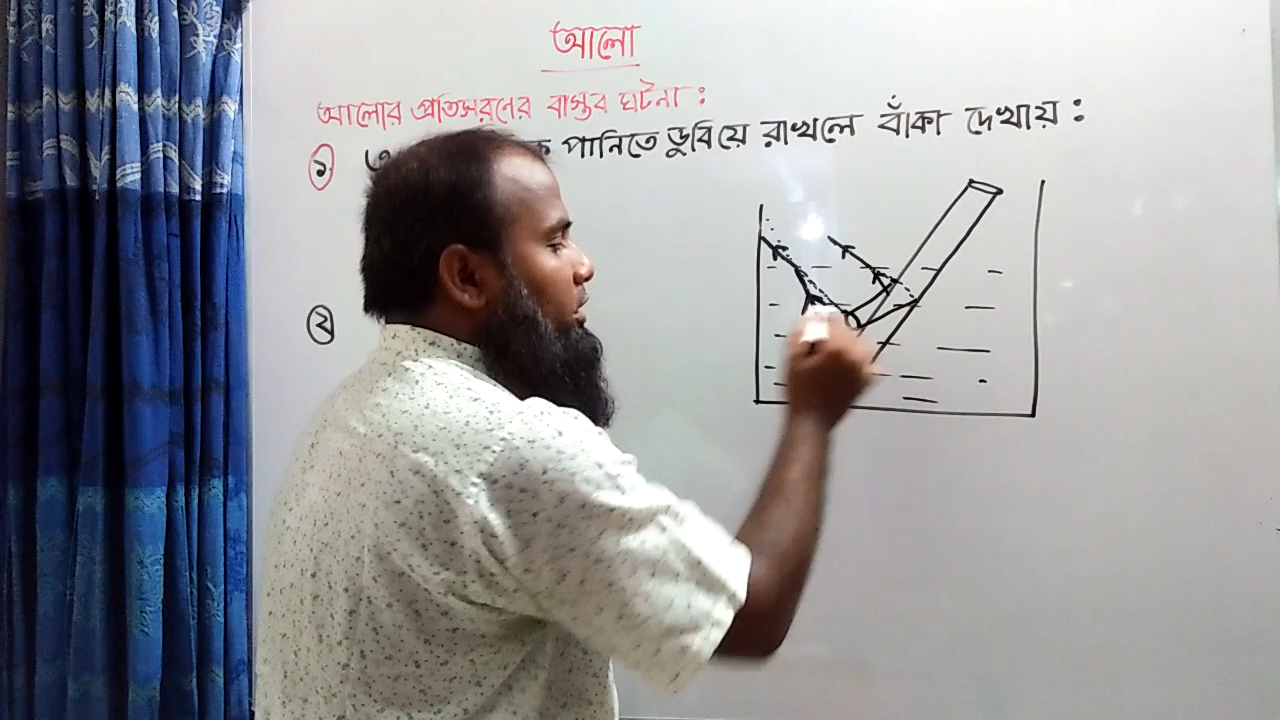 আলো
আলোর প্রতিসরণের বাস্তব ঘটনা :
১ পানিতে ডুবিয়ে রাখলে বাঁকা দেখায় :
২